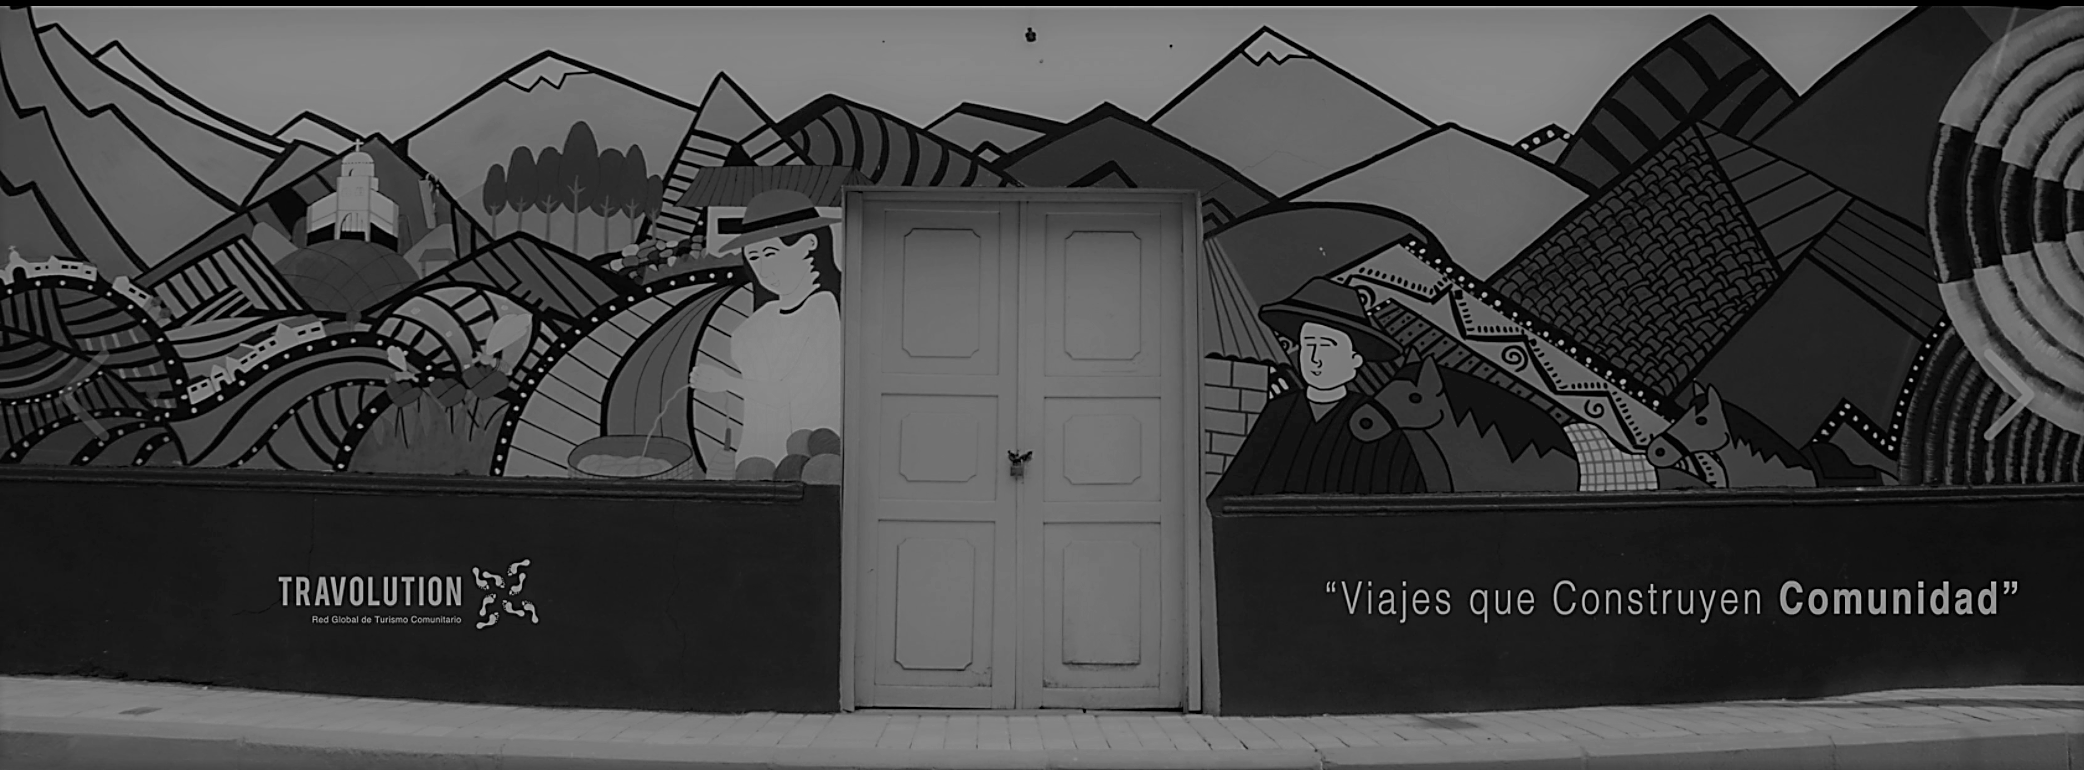 TRAVOLUTION
Red Global de Turismo Comunitario
“Viajes que Construyen Comunidad”